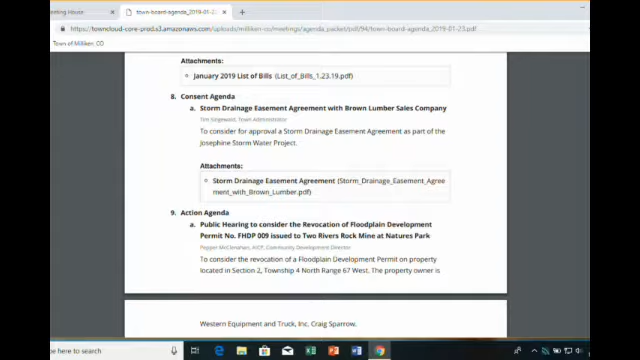 enting House
town-board-agenda_2019-01-23
https://towncloud-core-prod.s3.amazonaws.com/uploads/milliken-co/meetings/agenda_packet/pdf/94/town-board-agenda_2019-01-23.pdf
Town of Milliken, CO
Attachments:
January 2019 List of Bills (List_of_Bills_1.23.19.pdf)
8. Consent Agenda
a. Storm Drainage Easement Agreement with Brown Lumber Sales Company
Town Administrator
To consider for approval a Storm Drainage Easement Agreement as part of the
Josephine Storm Water Project.
Attachments:
Storm Drainage Easement Agreement (Storm_Drainage_Easement_Agree
ment_with_Brown_Lumber.pdf)
9. Action Agenda
a. Public Hearing to consider the Revocation of Floodplain Development
Permit No. FHDP 009 issued to Two Rivers Rock Mine at Natures Park
Pepper McClenahan, AICP, Community Development Director
To consider the revocation of a Floodplain Development Permit on property
located in Section 2, Township 4 North Range 67 West. The property owner is
Western Equipment and Truck, Inc. Craig Sparrow.
here to search